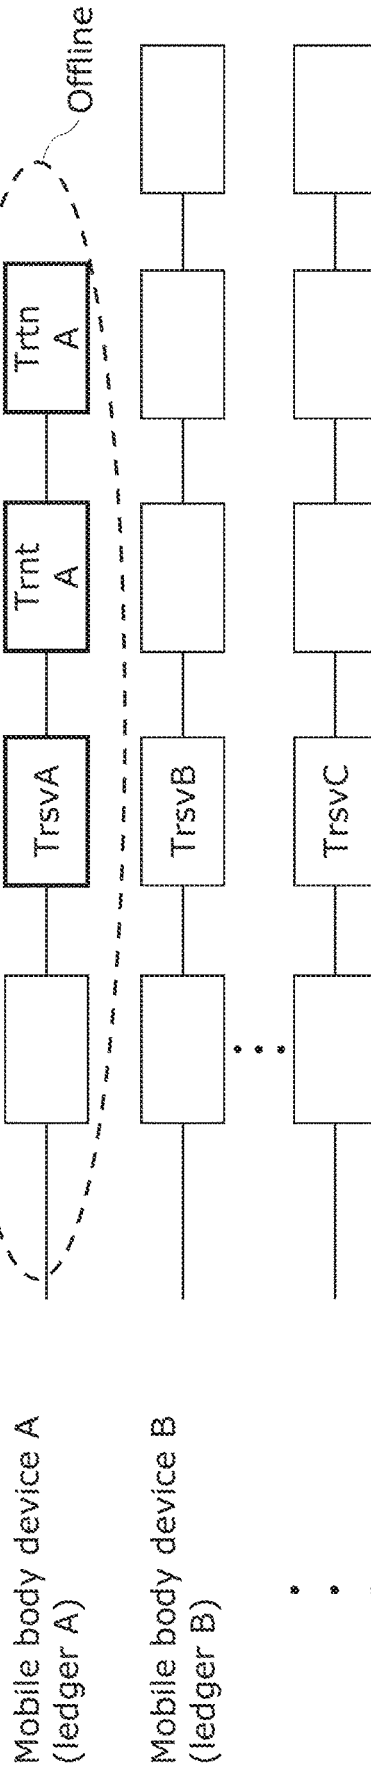 Offline
Mobile body device A
(ledger A)
TrsvA
Trnt
A
Trtn
A
Mobile body device B
(ledger B)
TrsvB
TrsvC